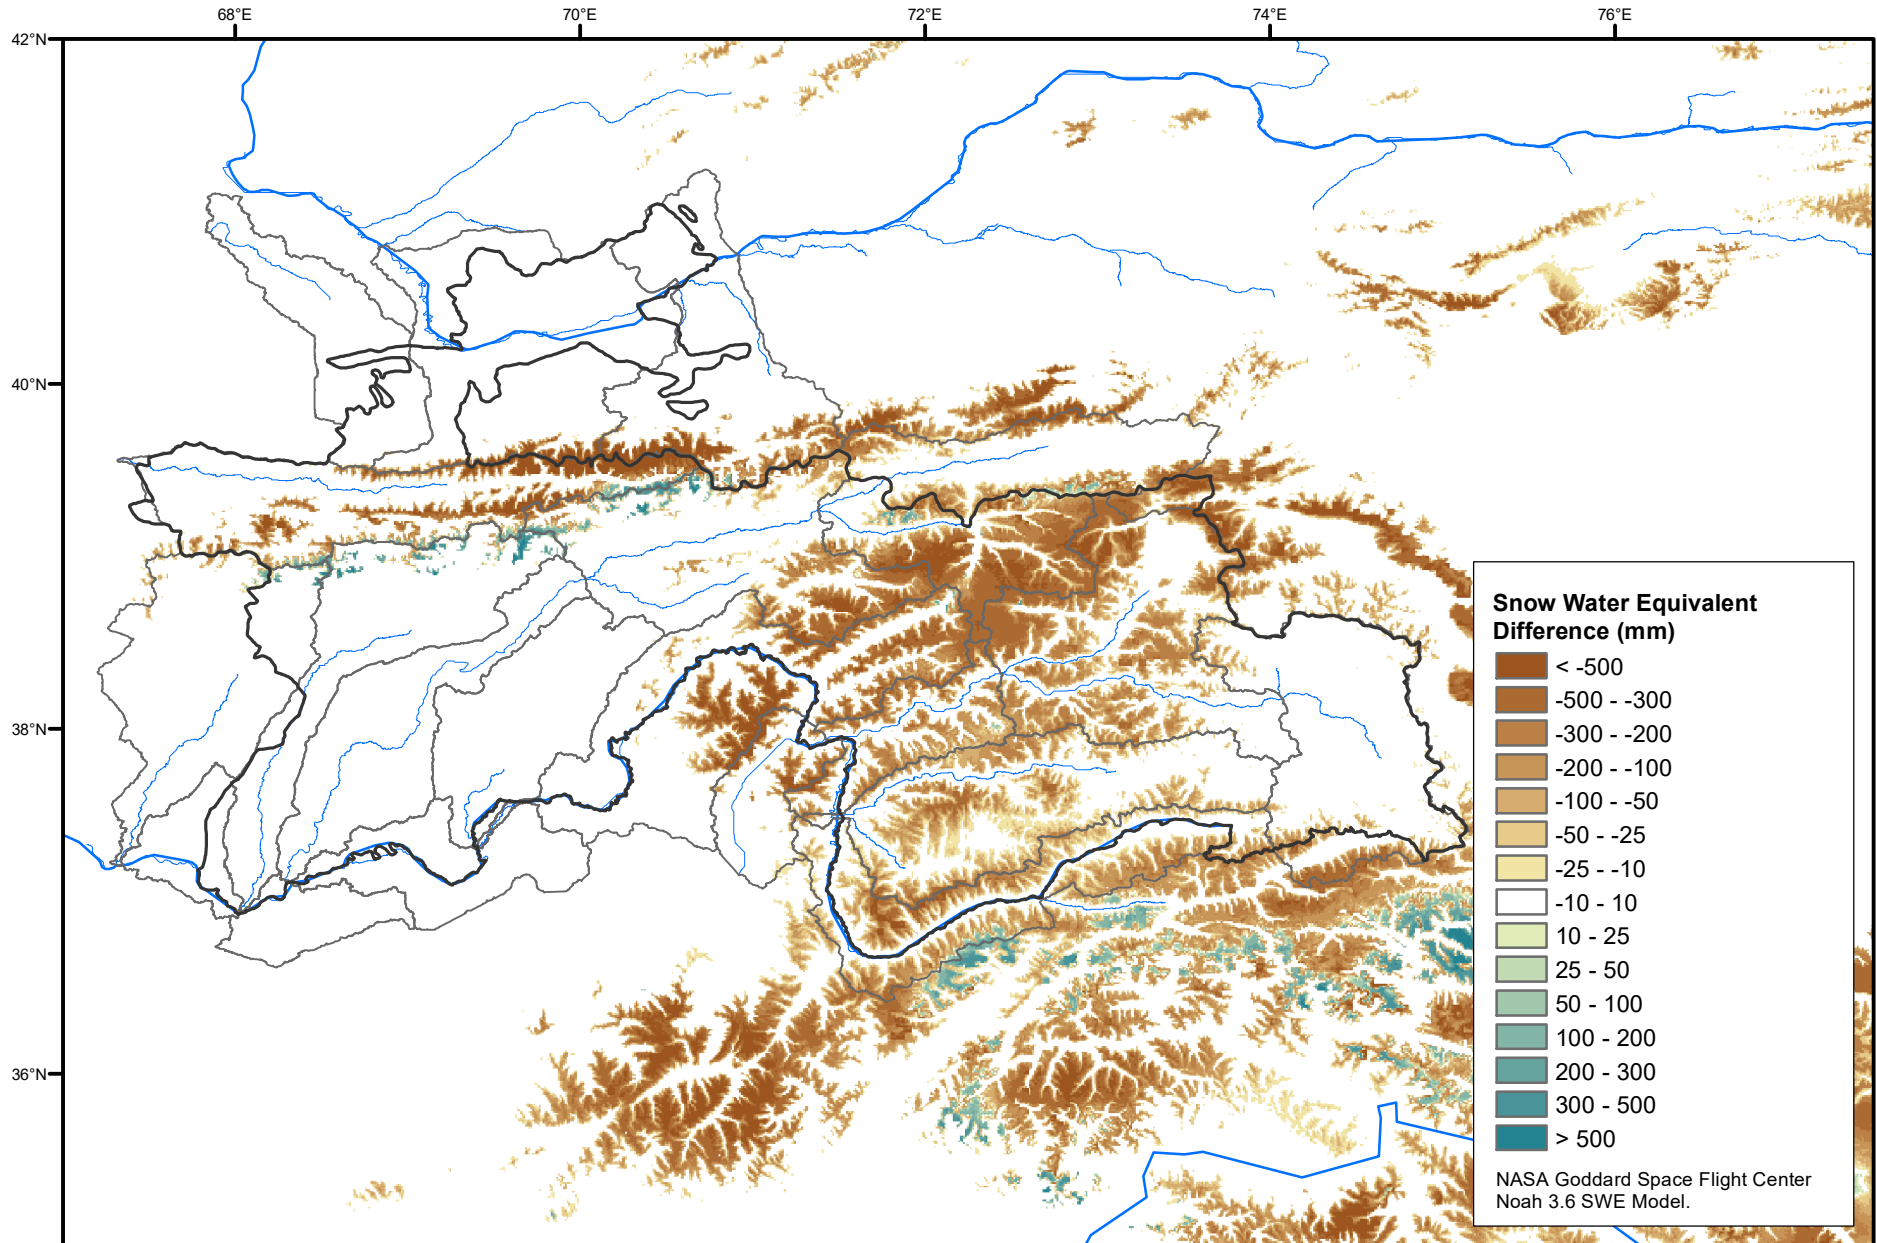 68°E 70°E 72°E 74°E 76°E
42°N
40°N
38°N
36°N
Snow Water Equivalent
Difference (mm)
< -500
-500 - -300
-300 - -200
-200 - -100
-100 - -50
-50 - -25
-25 - -10
-10 - 10
10 - 25
25 - 50
50 - 100
100 - 200
200 - 300
300 - 500
> 500
NASA Goddard Space Flight Center
Noah 3.6 SWE Model.